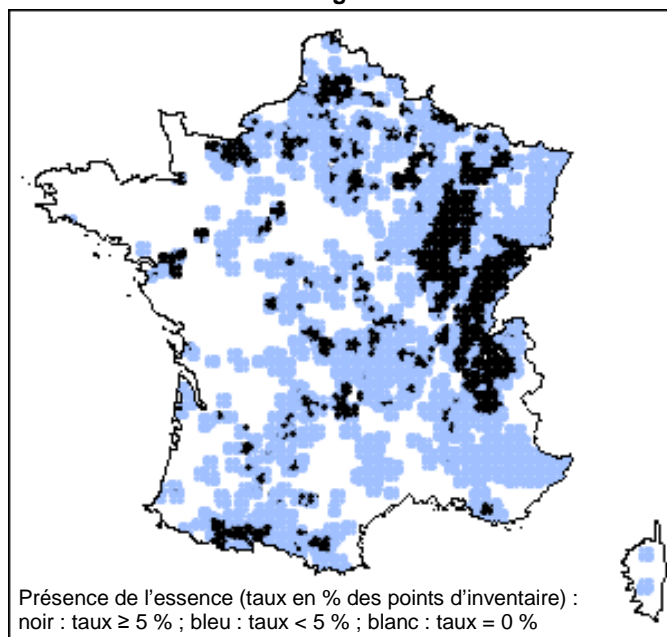 Présence de l'essence (taux en % des points d'inventaire) :
noir : taux ≥ 5 % ; bleu : taux < 5 % ; blanc : taux = 0 %